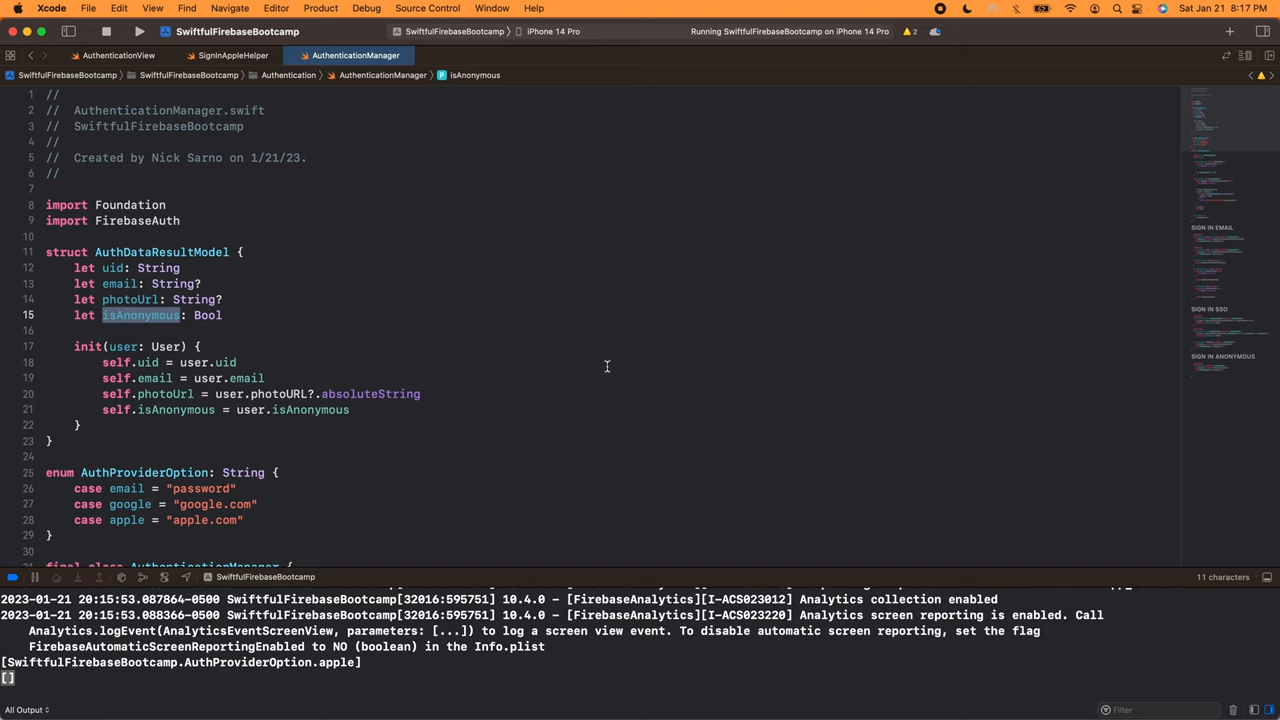 Xcode File Edit View Find Navigate Editor Product Debug Source Control Window Help Sat Jan 21 8:17 PM
SwiftfulFirebaseBootcamp SwiftfulFirebaseBootcamp 〉 iPhone 14 Pro Running SwiftfulFirebaseBootcamp on iPhone 14 Pro 2
AuthenticationView SignInAppleHelper AuthenticationManager
SwiftfulFirebaseBootcamp 〉 SwiftfulFirebaseBootcamp 〉 Authentication 〉 AuthenticationManager 〉 P isAnonymous
1 //
2 //  AuthenticationManager.swift
3 //  SwiftfulFirebaseBootcamp
4 //
5 //  Created by Nick Sarno on 1/21/23.
6 //
7
8 import Foundation
9 import FirebaseAuth
10
11 struct AuthDataResultModel {
12     let uid: String
13     let email: String?
14     let photoUrl: String?
15     let isAnonymous: Bool
16
17     init(user: User) {
18         self.uid = user.uid
19         self.email = user.email
20         self.photoUrl = user.photoURL?.absoluteString
21         self.isAnonymous = user.isAnonymous
22     }
23 }
24
25 enum AuthProviderOption: String {
26     case email = "password"
27     case google = "google.com"
28     case apple = "apple.com"
29 }
30
31 final class AuthenticationManager {
SIGN IN EMAIL
SIGN IN SSO
SIGN IN ANONYMOUS
SwiftfulFirebaseBootcamp 11 characters
2023-01-21 20:15:53.087864-0500 SwiftfulFirebaseBootcamp[32016:595751] 10.4.0 - [FirebaseAnalytics][I-ACS023012] Analytics collection enabled
2023-01-21 20:15:53.088366-0500 SwiftfulFirebaseBootcamp[32016:595751] 10.4.0 - [FirebaseAnalytics][I-ACS023220] Analytics screen reporting is enabled. Call
Analytics.logEvent(AnalyticsEventScreenView, parameters: [...]) to log a screen view event. To disable automatic screen reporting, set the flag
FirebaseAutomaticScreenReportingEnabled to NO (boolean) in the Info.plist
[SwiftfulFirebaseBootcamp.AuthProviderOption.apple]
[]
All Output Filter